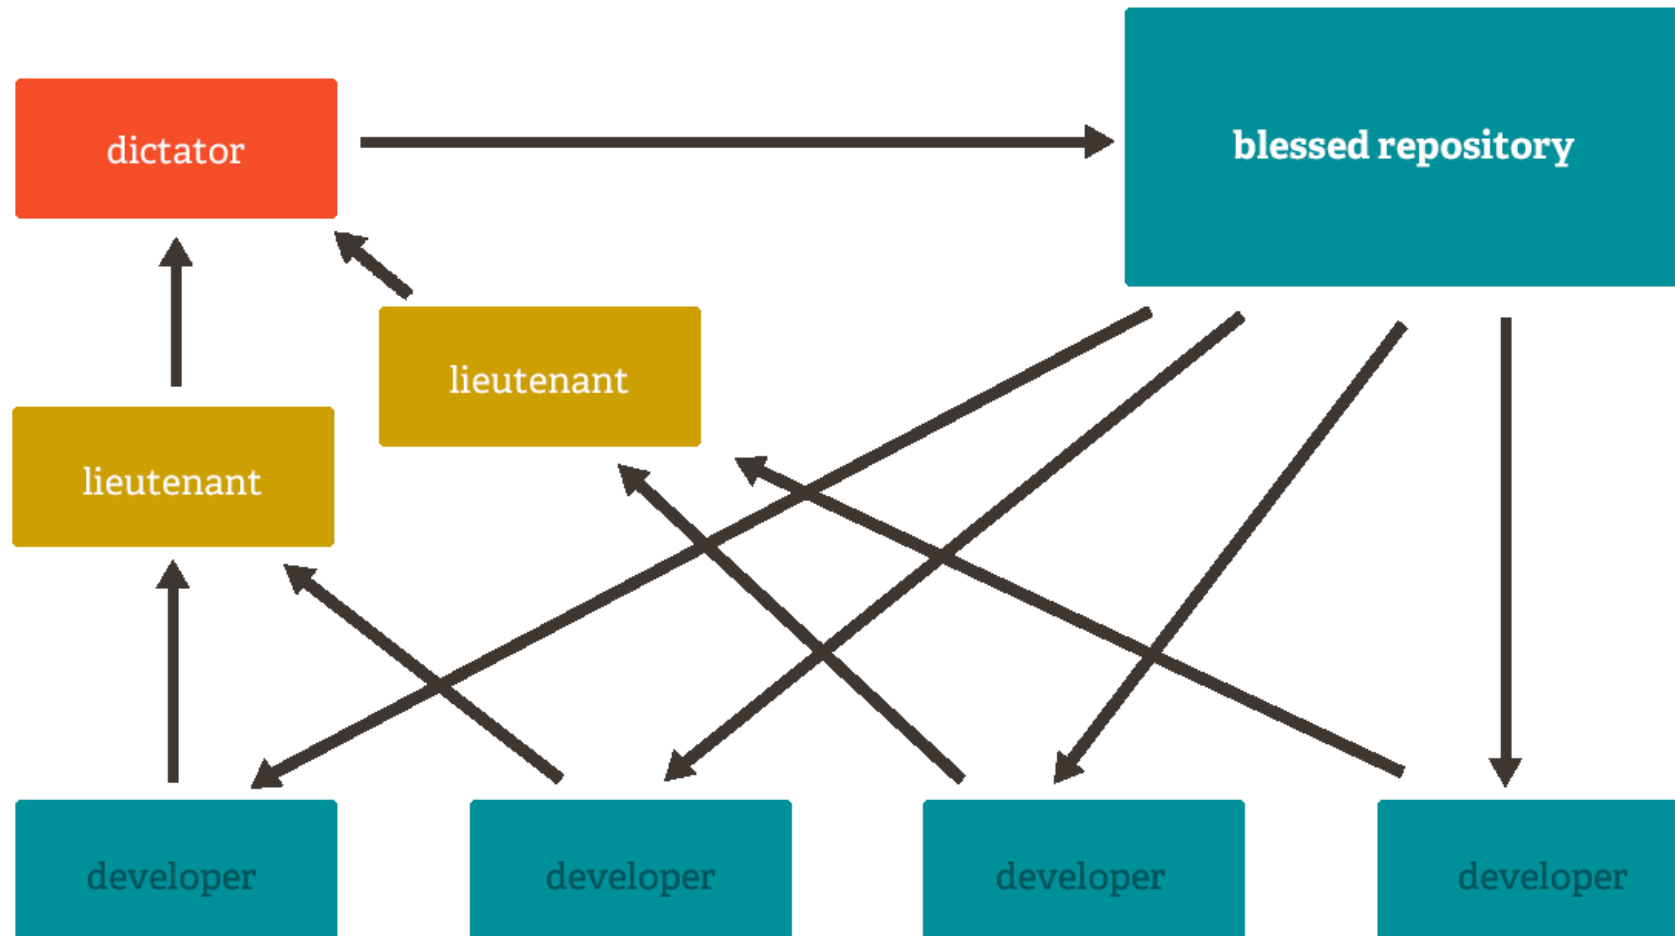 dictator
blessed repository
lieutenant
lieutenant
developer
developer
developer
developer